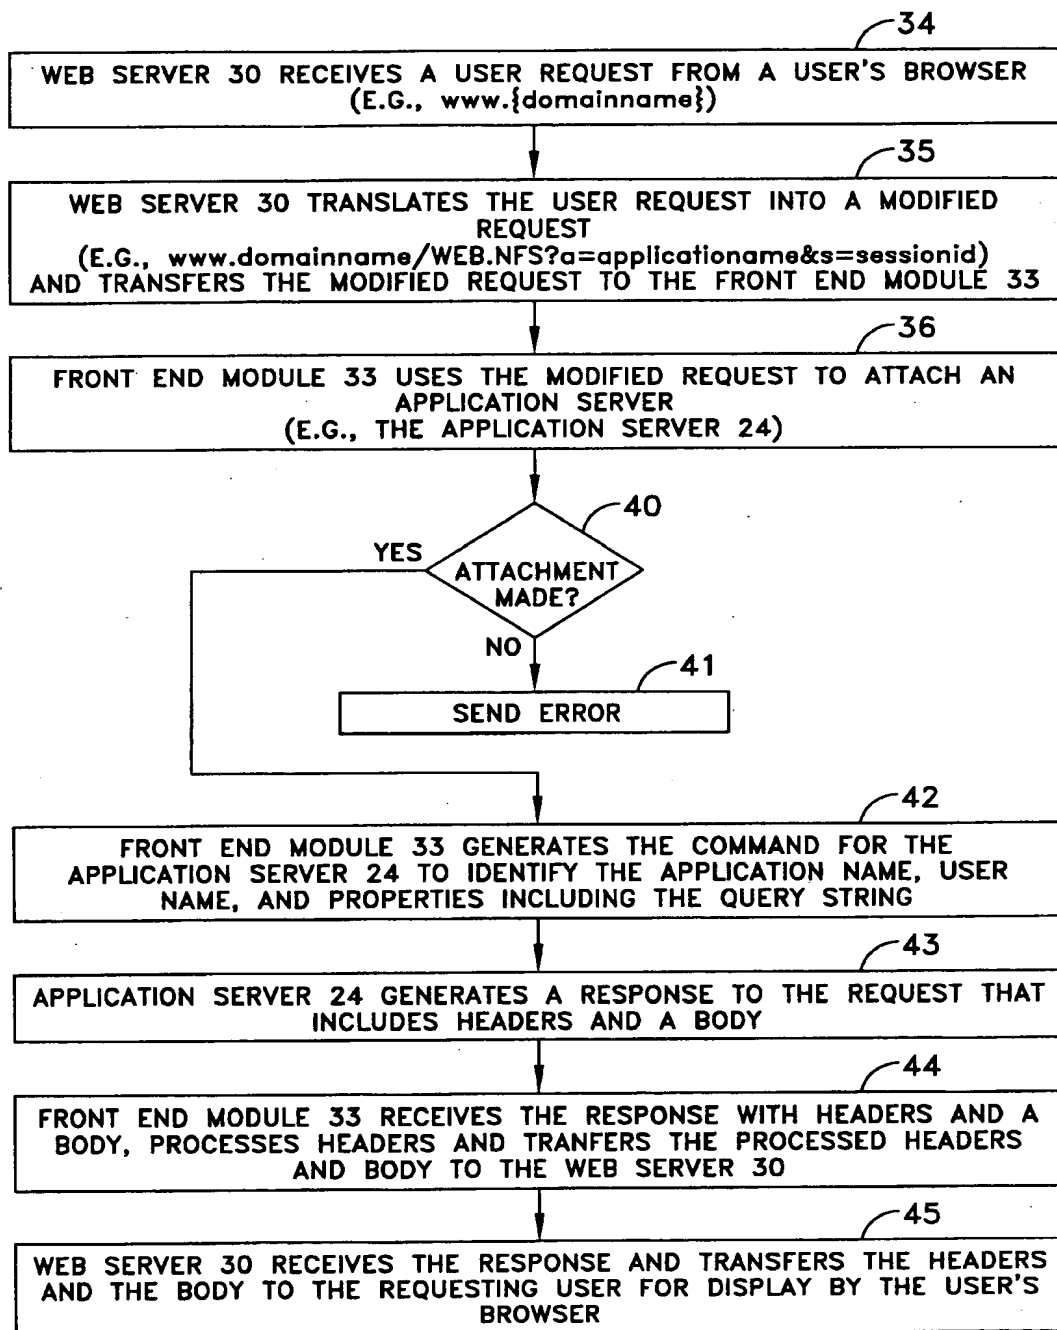 34
WEB SERVER 30 RECEIVES A USER REQUEST FROM A USER'S BROWSER
(E.G., www.{domainname})
35
WEB SERVER 30 TRANSLATES THE USER REQUEST INTO A MODIFIED
REQUEST
(E.G., www.domainname/WEB.NFS?a=applicationame&s=sessionid)
AND TRANSFERS THE MODIFIED REQUEST TO THE FRONT END MODULE 33
36
FRONT END MODULE 33 USES THE MODIFIED REQUEST TO ATTACH AN
APPLICATION SERVER
(E.G., THE APPLICATION SERVER 24)
40
YES
ATTACHMENT
MADE?
NO
41
SEND ERROR
42
FRONT END MODULE 33 GENERATES THE COMMAND FOR THE
APPLICATION SERVER 24 TO IDENTIFY THE APPLICATION NAME, USER
NAME, AND PROPERTIES INCLUDING THE QUERY STRING
43
APPLICATION SERVER 24 GENERATES A RESPONSE TO THE REQUEST THAT
INCLUDES HEADERS AND A BODY
44
FRONT END MODULE 33 RECEIVES THE RESPONSE WITH HEADERS AND A
BODY, PROCESSES HEADERS AND TRANFERS THE PROCESSED HEADERS
AND BODY TO THE WEB SERVER 30
45
WEB SERVER 30 RECEIVES THE RESPONSE AND TRANSFERS THE HEADERS
AND THE BODY TO THE REQUESTING USER FOR DISPLAY BY THE USER'S
BROWSER